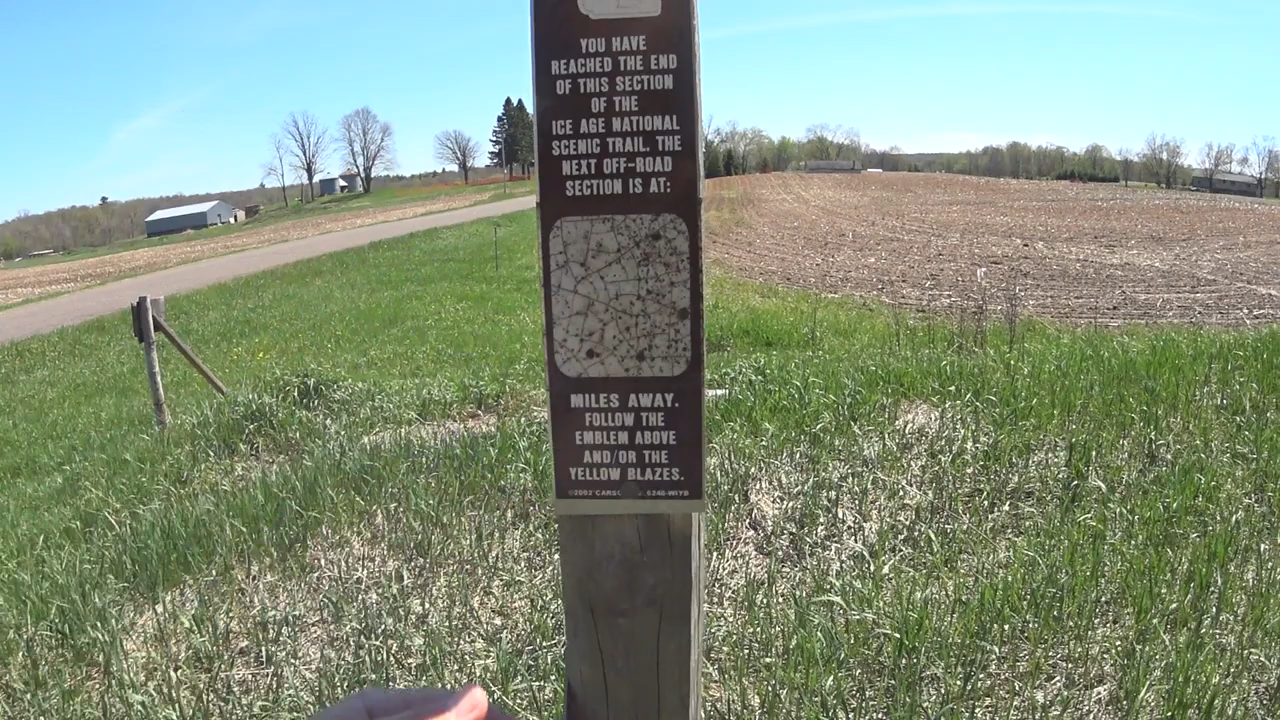 YOU HAVE
REACHED THE END
OF THIS SECTION
OF THE
ICE AGE NATIONAL
SCENIC TRAIL. THE
NEXT OFF-ROAD
SECTION IS AT:
MILES AWAY.
FOLLOW THE
EMBLEM ABOVE
AND/OR THE
YELLOW BLAZES.
©2002